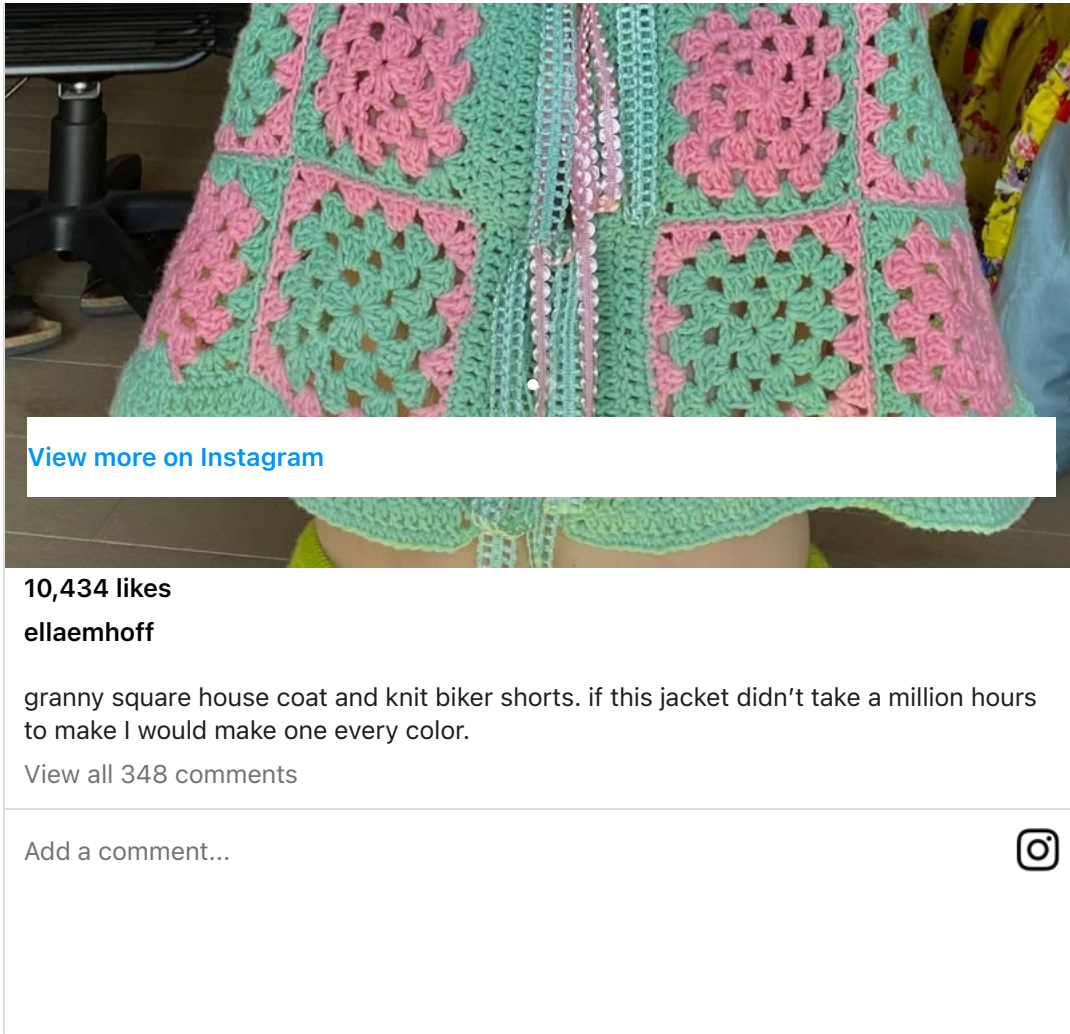 View more on Instagram
10,434 likes
ellaemhoff
granny square house coat and knit biker shorts. if this jacket didn’t take a million hours
to make I would make one every color.
View all 348 comments
Add a comment...